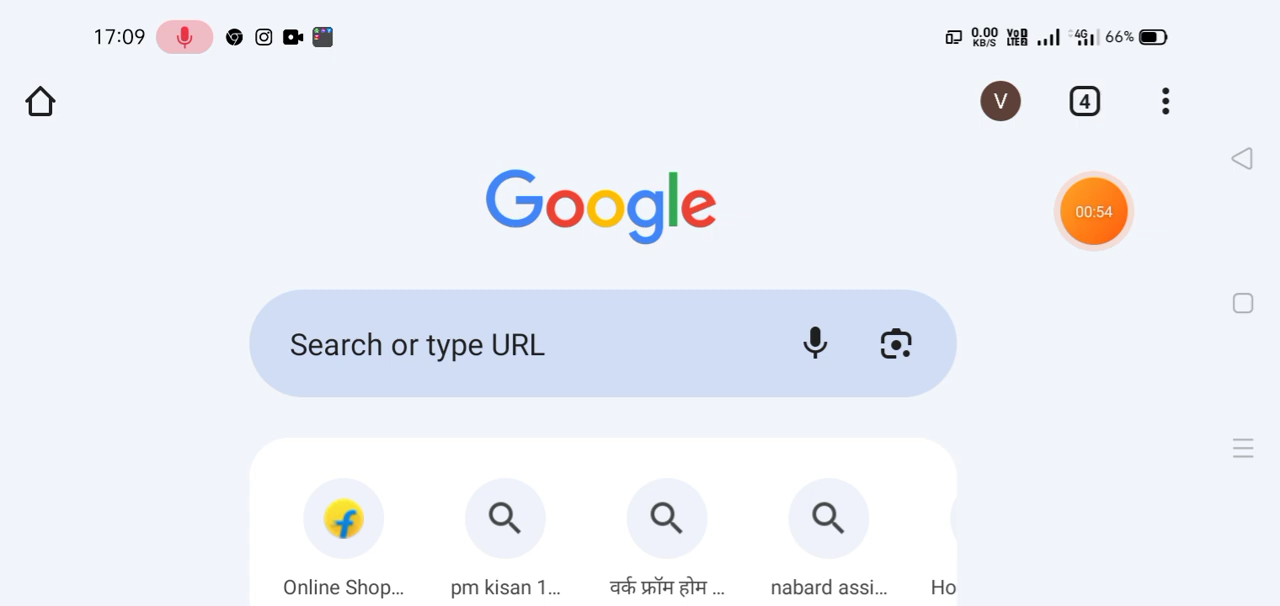 17:09
0.00 KB/S
VoD LTE2
4G
66%
V
4
Google
00:54
Search or type URL
Online Shop...
pm kisan 1...
वर्क फ्रॉम होम ...
nabard assi...
Ho